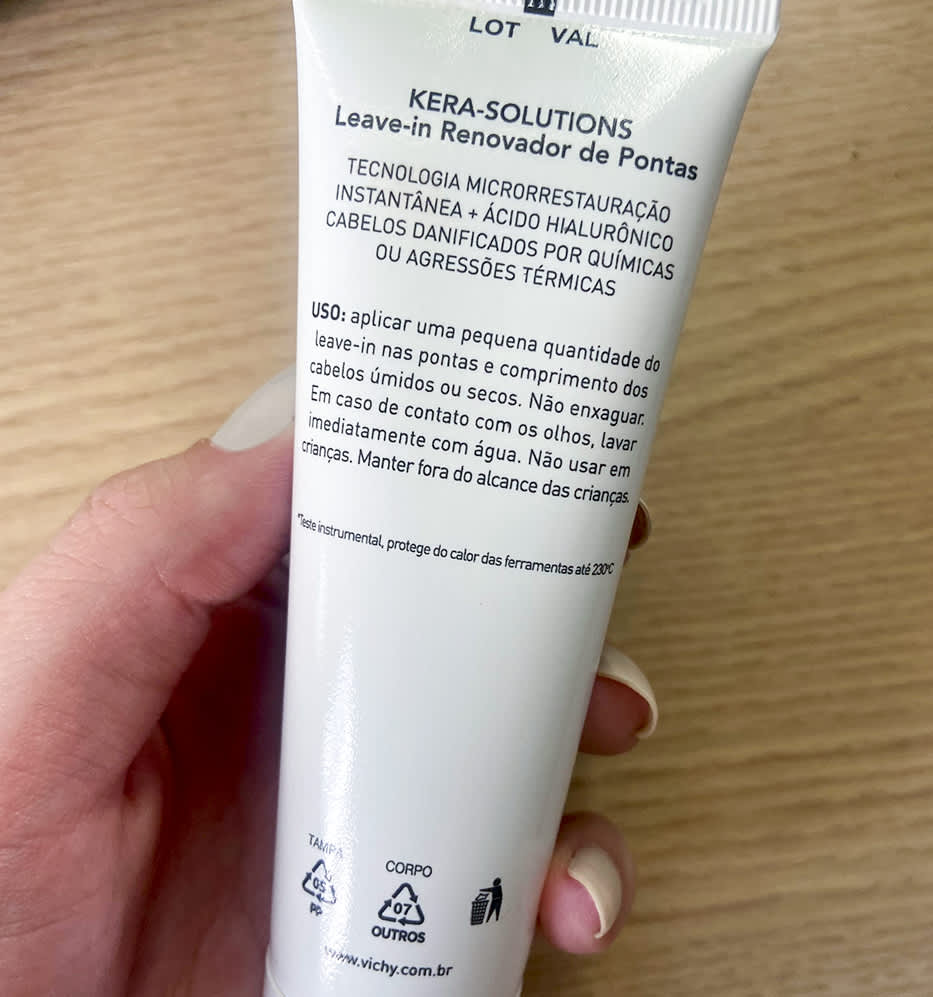 LOT VAL
KERA-SOLUTIONS
Leave-in Renovador de Pontas
TECNOLOGIA MICRORRESTAURAÇÃO
INSTANTÂNEA + ÁCIDO HIALURÔNICO
CABELOS DANIFICADOS POR QUÍMICAS
OU AGRESSÕES TÉRMICAS
USO: aplicar uma pequena quantidade do
leave-in nas pontas e comprimento dos
cabelos úmidos ou secos. Não enxaguar.
Em caso de contato com os olhos, lavar
imediatamente com água. Não usar em
crianças. Manter fora do alcance das crianças.
*Teste instrumental, protege do calor das ferramentas até 230ºC
TAMPA
05
PP
CORPO
07
OUTROS
www.vichy.com.br